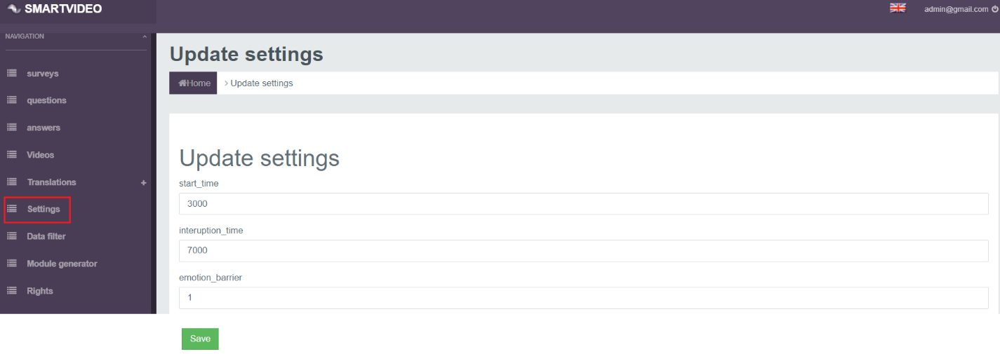 SMARTVIDEO
admin@gmail.com
NAVIGATION
surveys
questions
answers
Videos
Translations +
Settings
Data filter
Module generator
Rights
Update settings
Home > Update settings
Update settings
start_time
3000
interuption_time
7000
emotion_barrier
1
Save